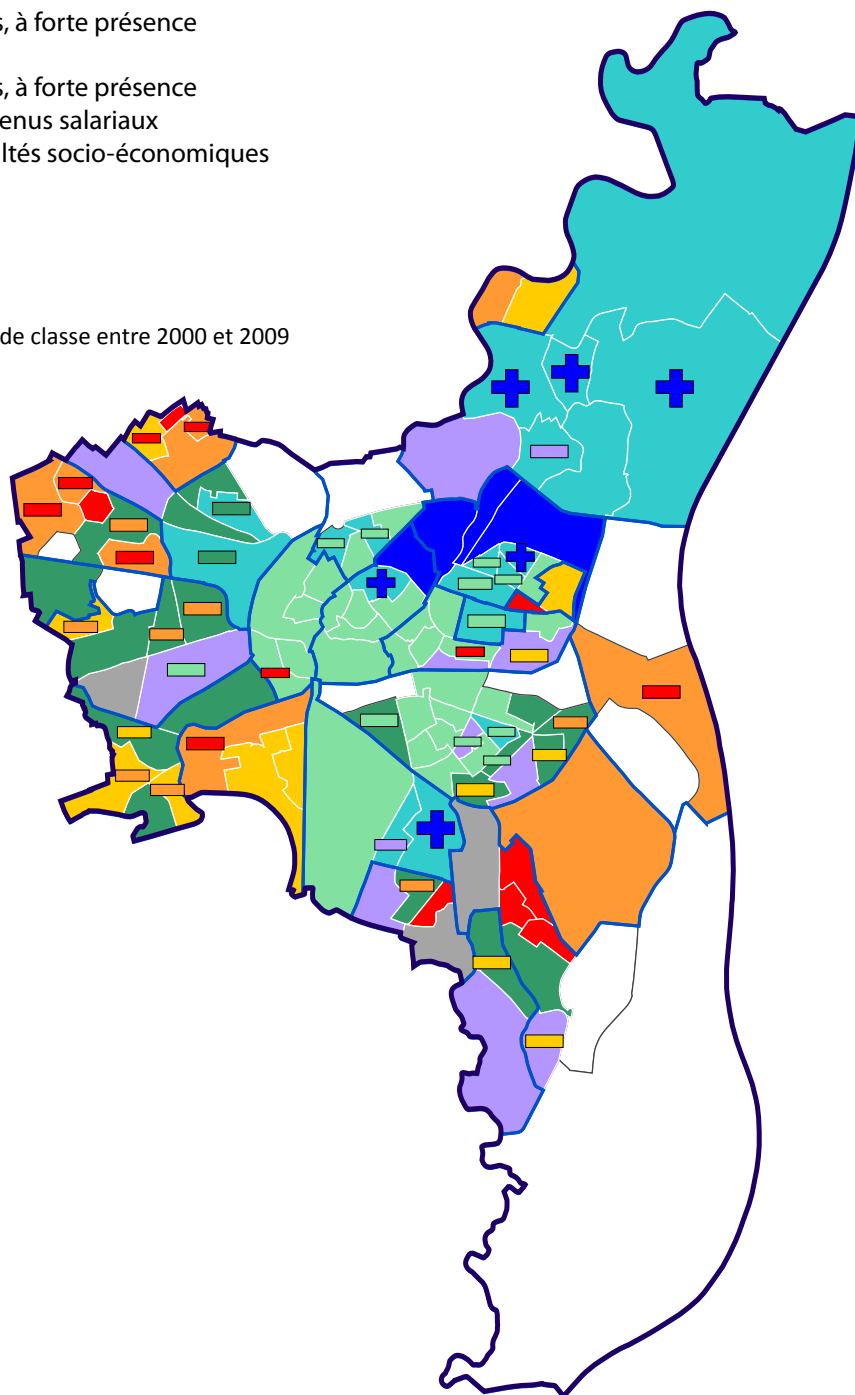 s, à forte présence
s, à forte présence
enus salariaux
ltés socio-économiques
de classe entre 2000 et 2009